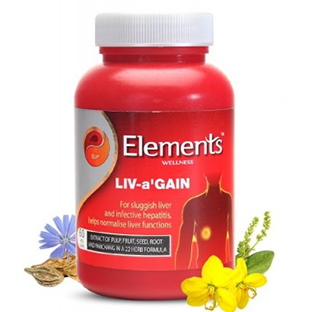 Elements
WELLNESS
LIV-a'GAIN
For sluggish liver
and infective hepatitis,
helps normalise liver functions
EXTRACT OF PULP, FRUIT, SEED, ROOT
AND PANCHANG IN A 22 HERB FORMULA